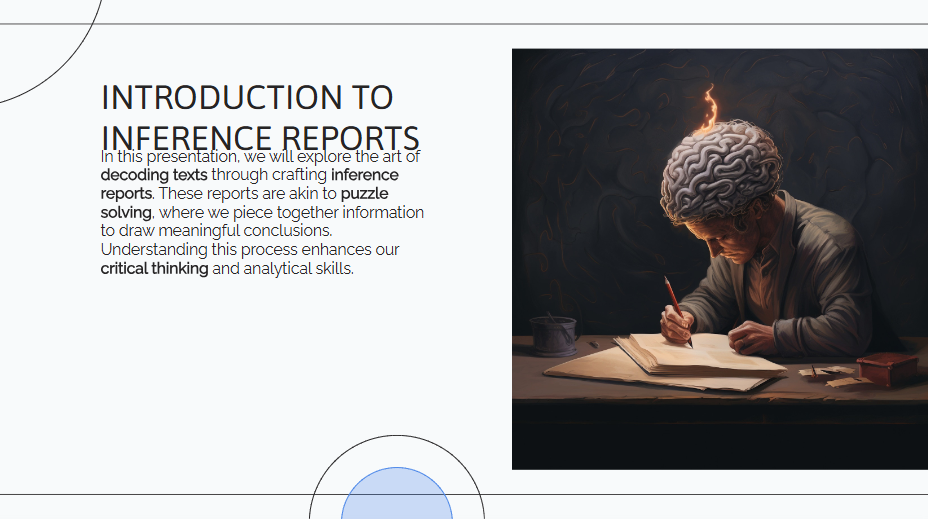 INTRODUCTION TO
INFERENCE REPORTS
In this presentation, we will explore the art of
decoding texts through crafting inference
reports. These reports are akin to puzzle
solving, where we piece together information
to draw meaningful conclusions.
Understanding this process enhances our
critical thinking and analytical skills.